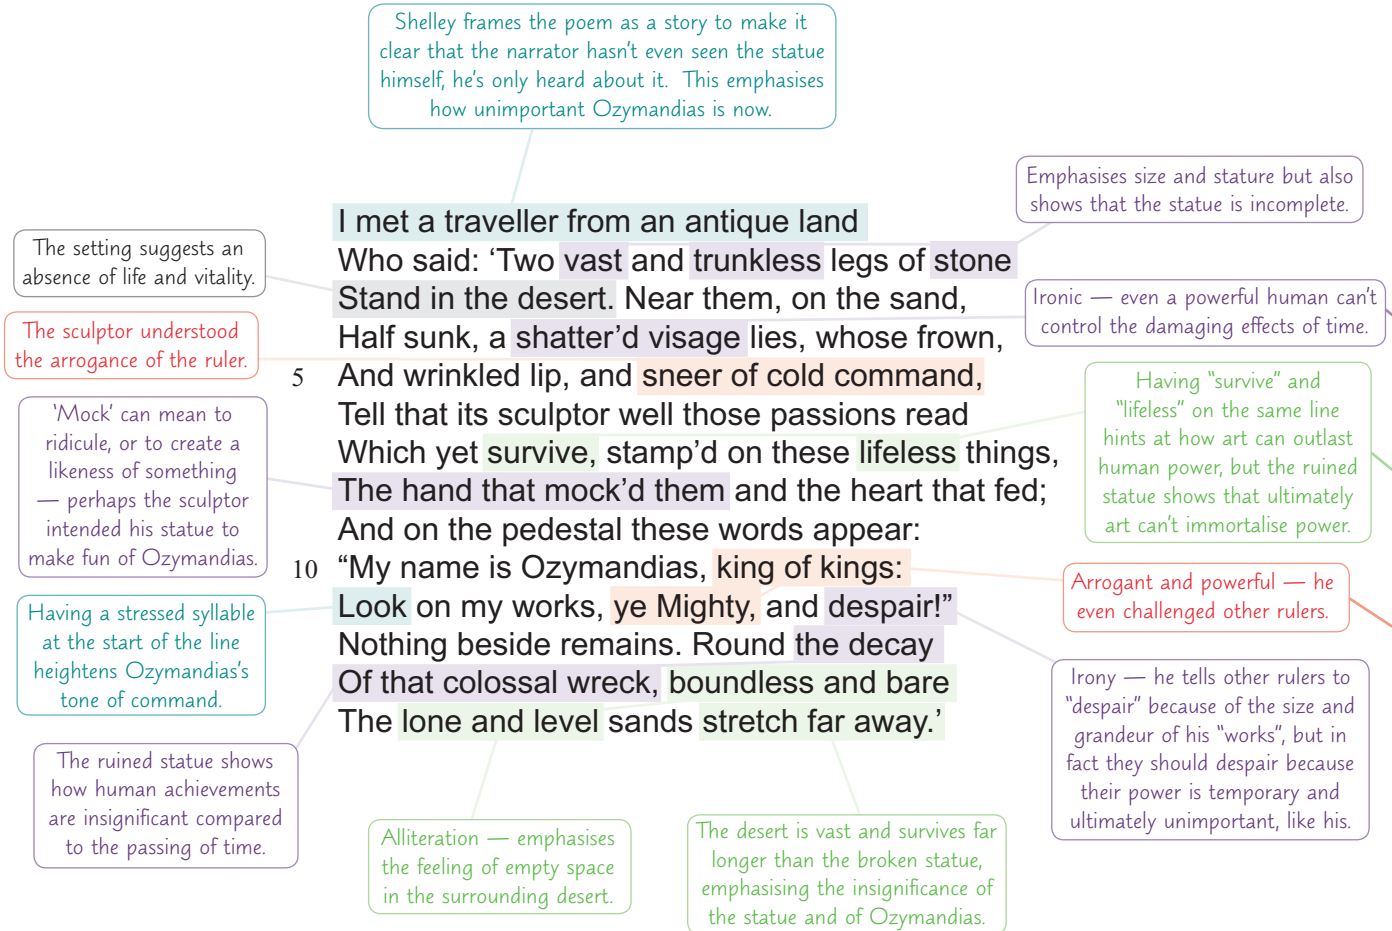 Shelley frames the poem as a story to make it
clear that the narrator hasn't even seen the statue
himself, he's only heard about it. This emphasises
how unimportant Ozymandias is now.
Emphasises size and stature but also
shows that the statue is incomplete.
The setting suggests an
absence of life and vitality.
Ironic — even a powerful human can't
control the damaging effects of time.
The sculptor understood
the arrogance of the ruler.
Having "survive" and
"lifeless" on the same line
hints at how art can outlast
human power, but the ruined
statue shows that ultimately
art can't immortalise power.
'Mock' can mean to
ridicule, or to create a
likeness of something
— perhaps the sculptor
intended his statue to
make fun of Ozymandias.
I met a traveller from an antique land
Who said: 'Two vast and trunkless legs of stone
Stand in the desert. Near them, on the sand,
Half sunk, a shatter'd visage lies, whose frown,
5 And wrinkled lip, and sneer of cold command,
Tell that its sculptor well those passions read
Which yet survive, stamp'd on these lifeless things,
The hand that mock'd them and the heart that fed;
And on the pedestal these words appear:
10 "My name is Ozymandias, king of kings:
Look on my works, ye Mighty, and despair!"
Nothing beside remains. Round the decay
Of that colossal wreck, boundless and bare
The lone and level sands stretch far away.'
Arrogant and powerful — he
even challenged other rulers.
Having a stressed syllable
at the start of the line
heightens Ozymandias's
tone of command.
Irony — he tells other rulers to
"despair" because of the size and
grandeur of his "works", but in
fact they should despair because
their power is temporary and
ultimately unimportant, like his.
The ruined statue shows
how human achievements
are insignificant compared
to the passing of time.
Alliteration — emphasises
the feeling of empty space
in the surrounding desert.
The desert is vast and survives far
longer than the broken statue,
emphasising the insignificance of
the statue and of Ozymandias.